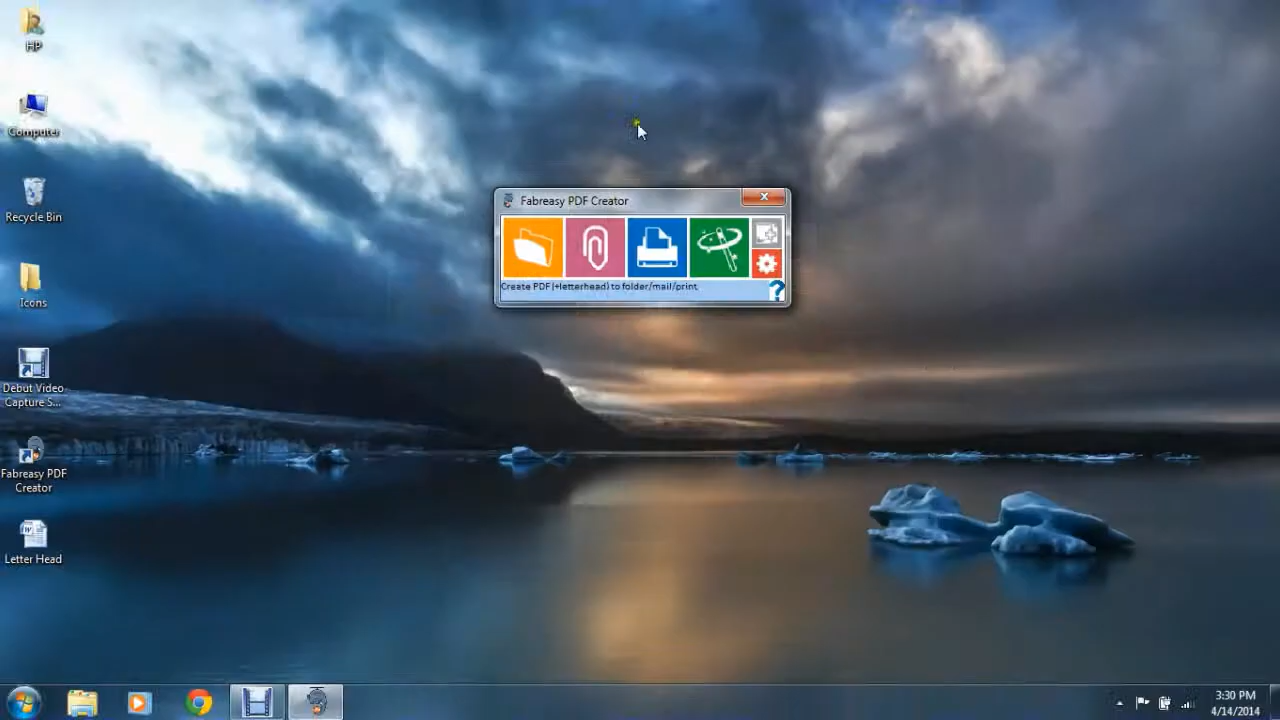 HP
Computer
Recycle Bin
Icons
Debut Video
Capture S...
Fabreasy PDF
Creator
Letter Head
Fabreasy PDF Creator
Create PDF (+letterhead) to folder/mail/print
?
3:30 PM
4/14/2014